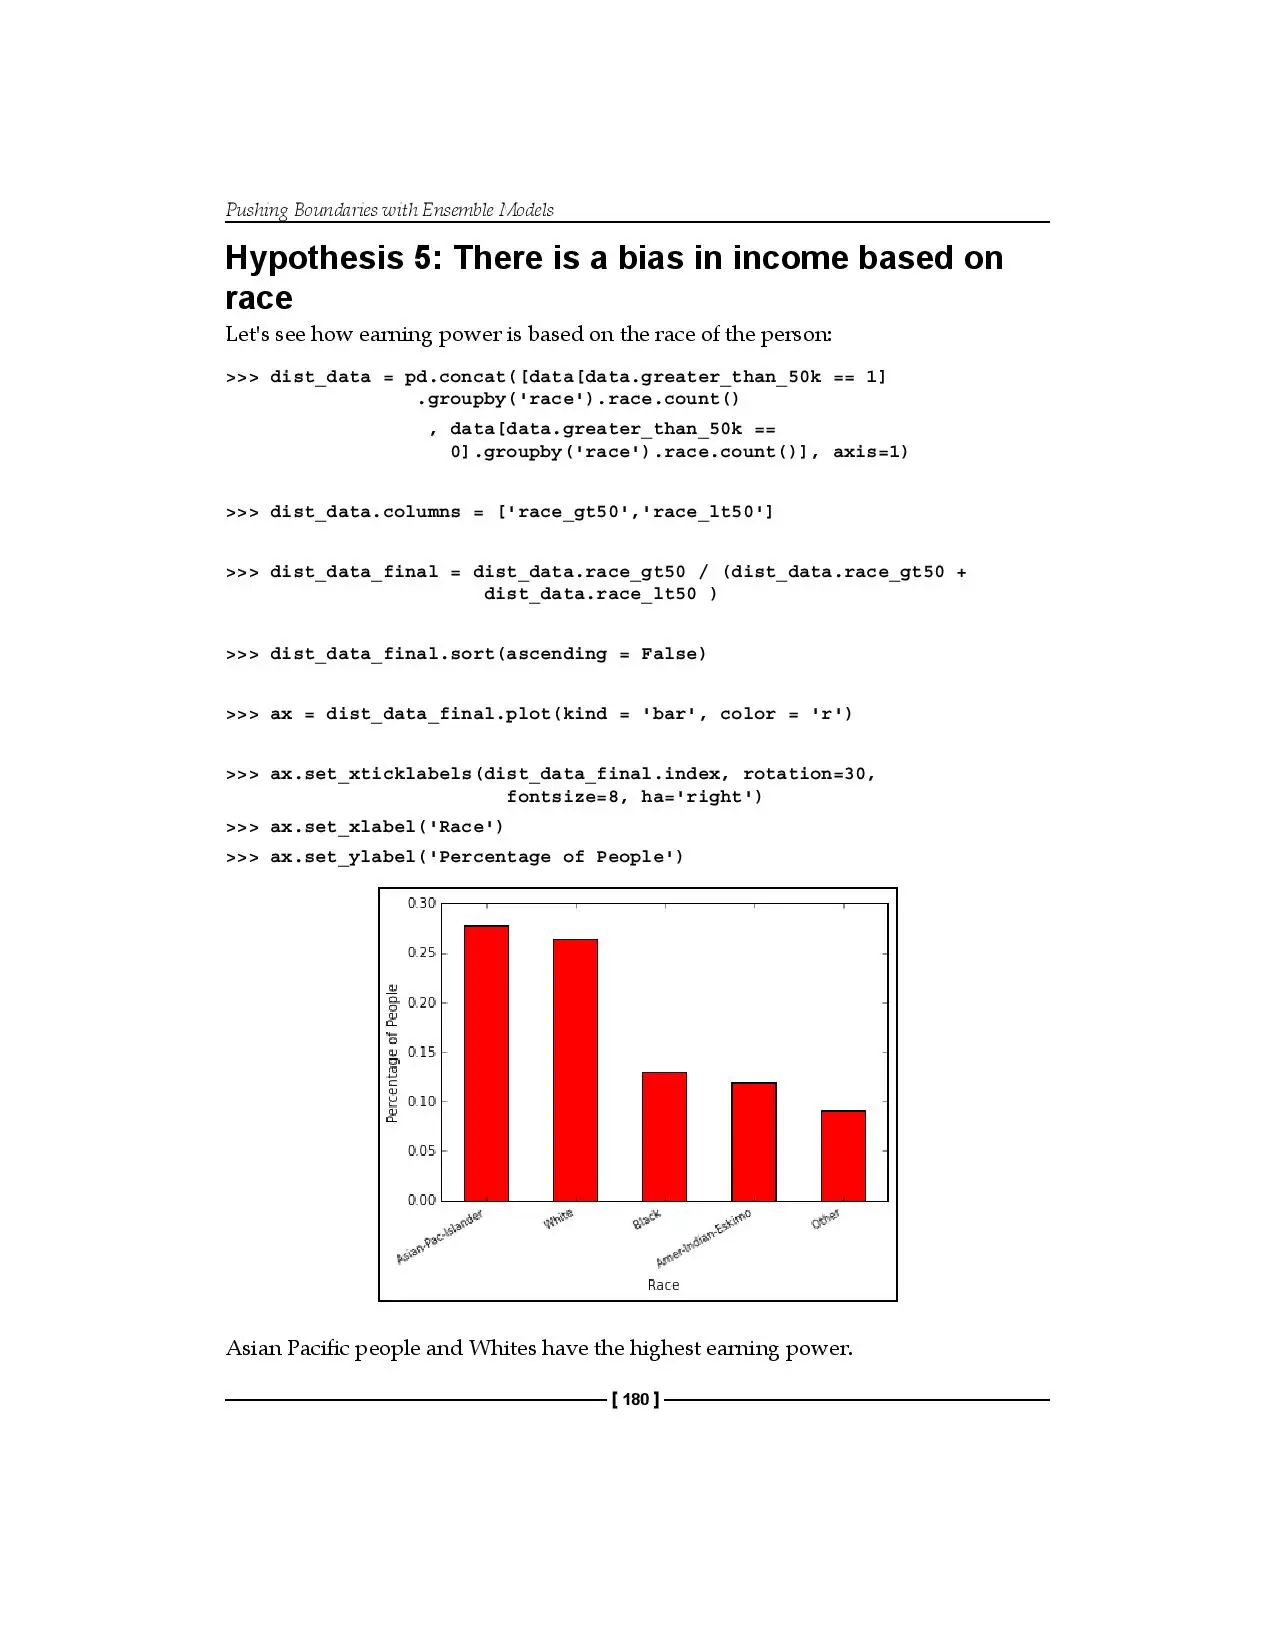 Pushing Boundaries with Ensemble Models
Hypothesis 5: There is a bias in income based on
race
Let's see how earning power is based on the race of the person:
>>> dist_data = pd.concat([data[data.greater_than_50k == 1]
.groupby('race').race.count()
, data[data.greater_than_50k ==
0].groupby('race').race.count()], axis=1)
>>> dist_data.columns = ['race_gt50','race_lt50']
>>> dist_data_final = dist_data.race_gt50 / (dist_data.race_gt50 +
dist_data.race_lt50 )
>>> dist_data_final.sort(ascending = False)
>>> ax = dist_data_final.plot(kind = 'bar', color = 'r')
>>> ax.set_xticklabels(dist_data_final.index, rotation=30,
fontsize=8, ha='right')
>>> ax.set_xlabel('Race')
>>> ax.set_ylabel('Percentage of People')
0.30
0.25
0.20
0.15
0.10
0.05
0.00
Percentage of People
Asian-Pac-Islander
White
Black
Amer-Indian-Eskimo
Other
Race
Asian Pacific people and Whites have the highest earning power.
[ 180 ]